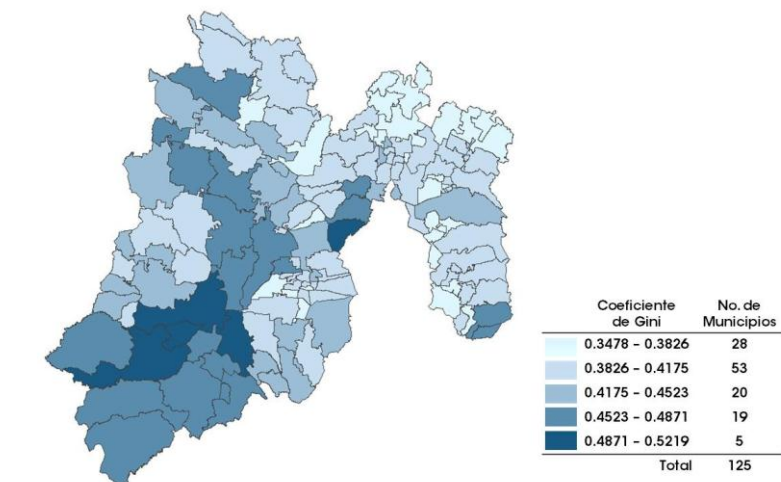 Coeficiente de Gini No. de Municipios
0.3478 – 0.3826 28
0.3826 – 0.4175 53
0.4175 – 0.4523 20
0.4523 – 0.4871 19
0.4871 – 0.5219 5
Total 125